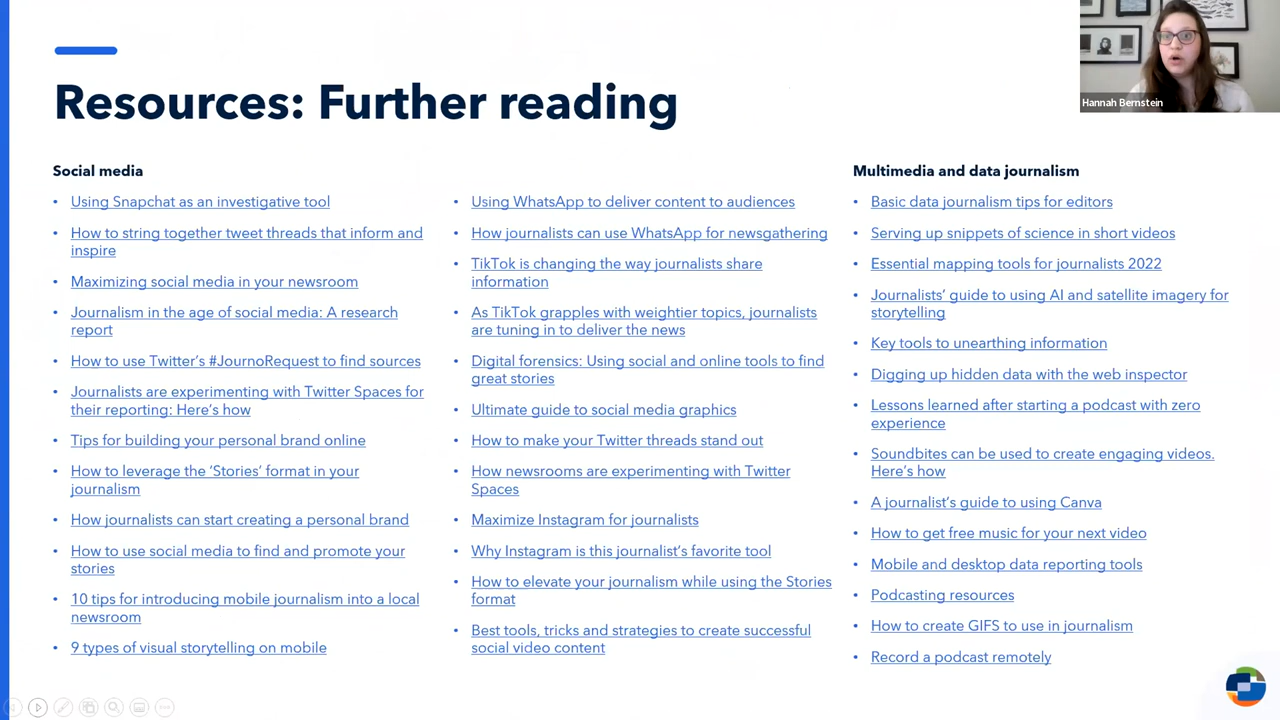 Resources: Further reading
Hannah Bernstein
Social media
• Using Snapchat as an investigative tool
• How to string together tweet threads that inform and
inspire
• Maximizing social media in your newsroom
• Journalism in the age of social media: A research
report
• How to use Twitter's #JournoRequest to find sources
• Journalists are experimenting with Twitter Spaces for
their reporting: Here's how
• Tips for building your personal brand online
• How to leverage the 'Stories' format in your
journalism
• How journalists can start creating a personal brand
• How to use social media to find and promote your
stories
• 10 tips for introducing mobile journalism into a local
newsroom
• 9 types of visual storytelling on mobile
• Using WhatsApp to deliver content to audiences
• How journalists can use WhatsApp for newsgathering
• TikTok is changing the way journalists share
information
• As TikTok grapples with weightier topics, journalists
are tuning in to deliver the news
• Digital forensics: Using social and online tools to find
great stories
• Ultimate guide to social media graphics
• How to make your Twitter threads stand out
• How newsrooms are experimenting with Twitter
Spaces
• Maximize Instagram for journalists
• Why Instagram is this journalist's favorite tool
• How to elevate your journalism while using the Stories
format
• Best tools, tricks and strategies to create successful
social video content
Multimedia and data journalism
• Basic data journalism tips for editors
• Serving up snippets of science in short videos
• Essential mapping tools for journalists 2022
• Journalists' guide to using AI and satellite imagery for
storytelling
• Key tools to unearthing information
• Digging up hidden data with the web inspector
• Lessons learned after starting a podcast with zero
experience
• Soundbites can be used to create engaging videos.
Here's how
• A journalist's guide to using Canva
• How to get free music for your next video
• Mobile and desktop data reporting tools
• Podcasting resources
• How to create GIFS to use in journalism
• Record a podcast remotely